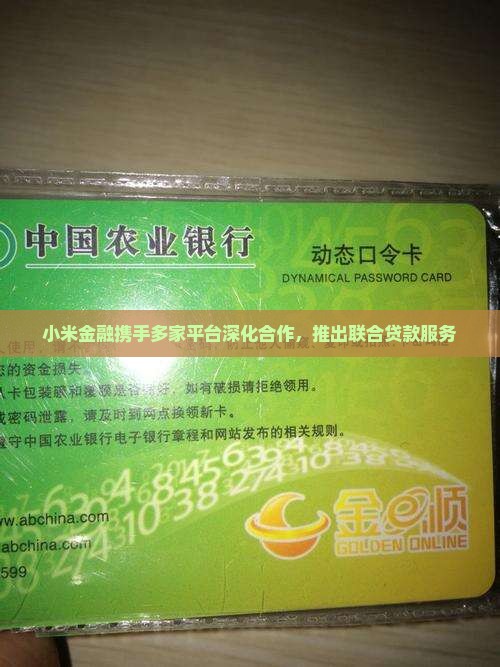 中国农业银行
动态口令卡
DYNAMICAL PASSWORD CARD
小米金融携手多家平台深化合作，推出联合贷款服务
您的资金损失
认卡包装膜和覆膜是否完好，如有破损请拒绝领用。
或密码泄露，请及时到网点换领新卡。
遵守中国农业银行电子银行章程和网站发布的相关规则。
www.abchina.com
abchina.com
599
金e顺
GOLDEN ONLINE